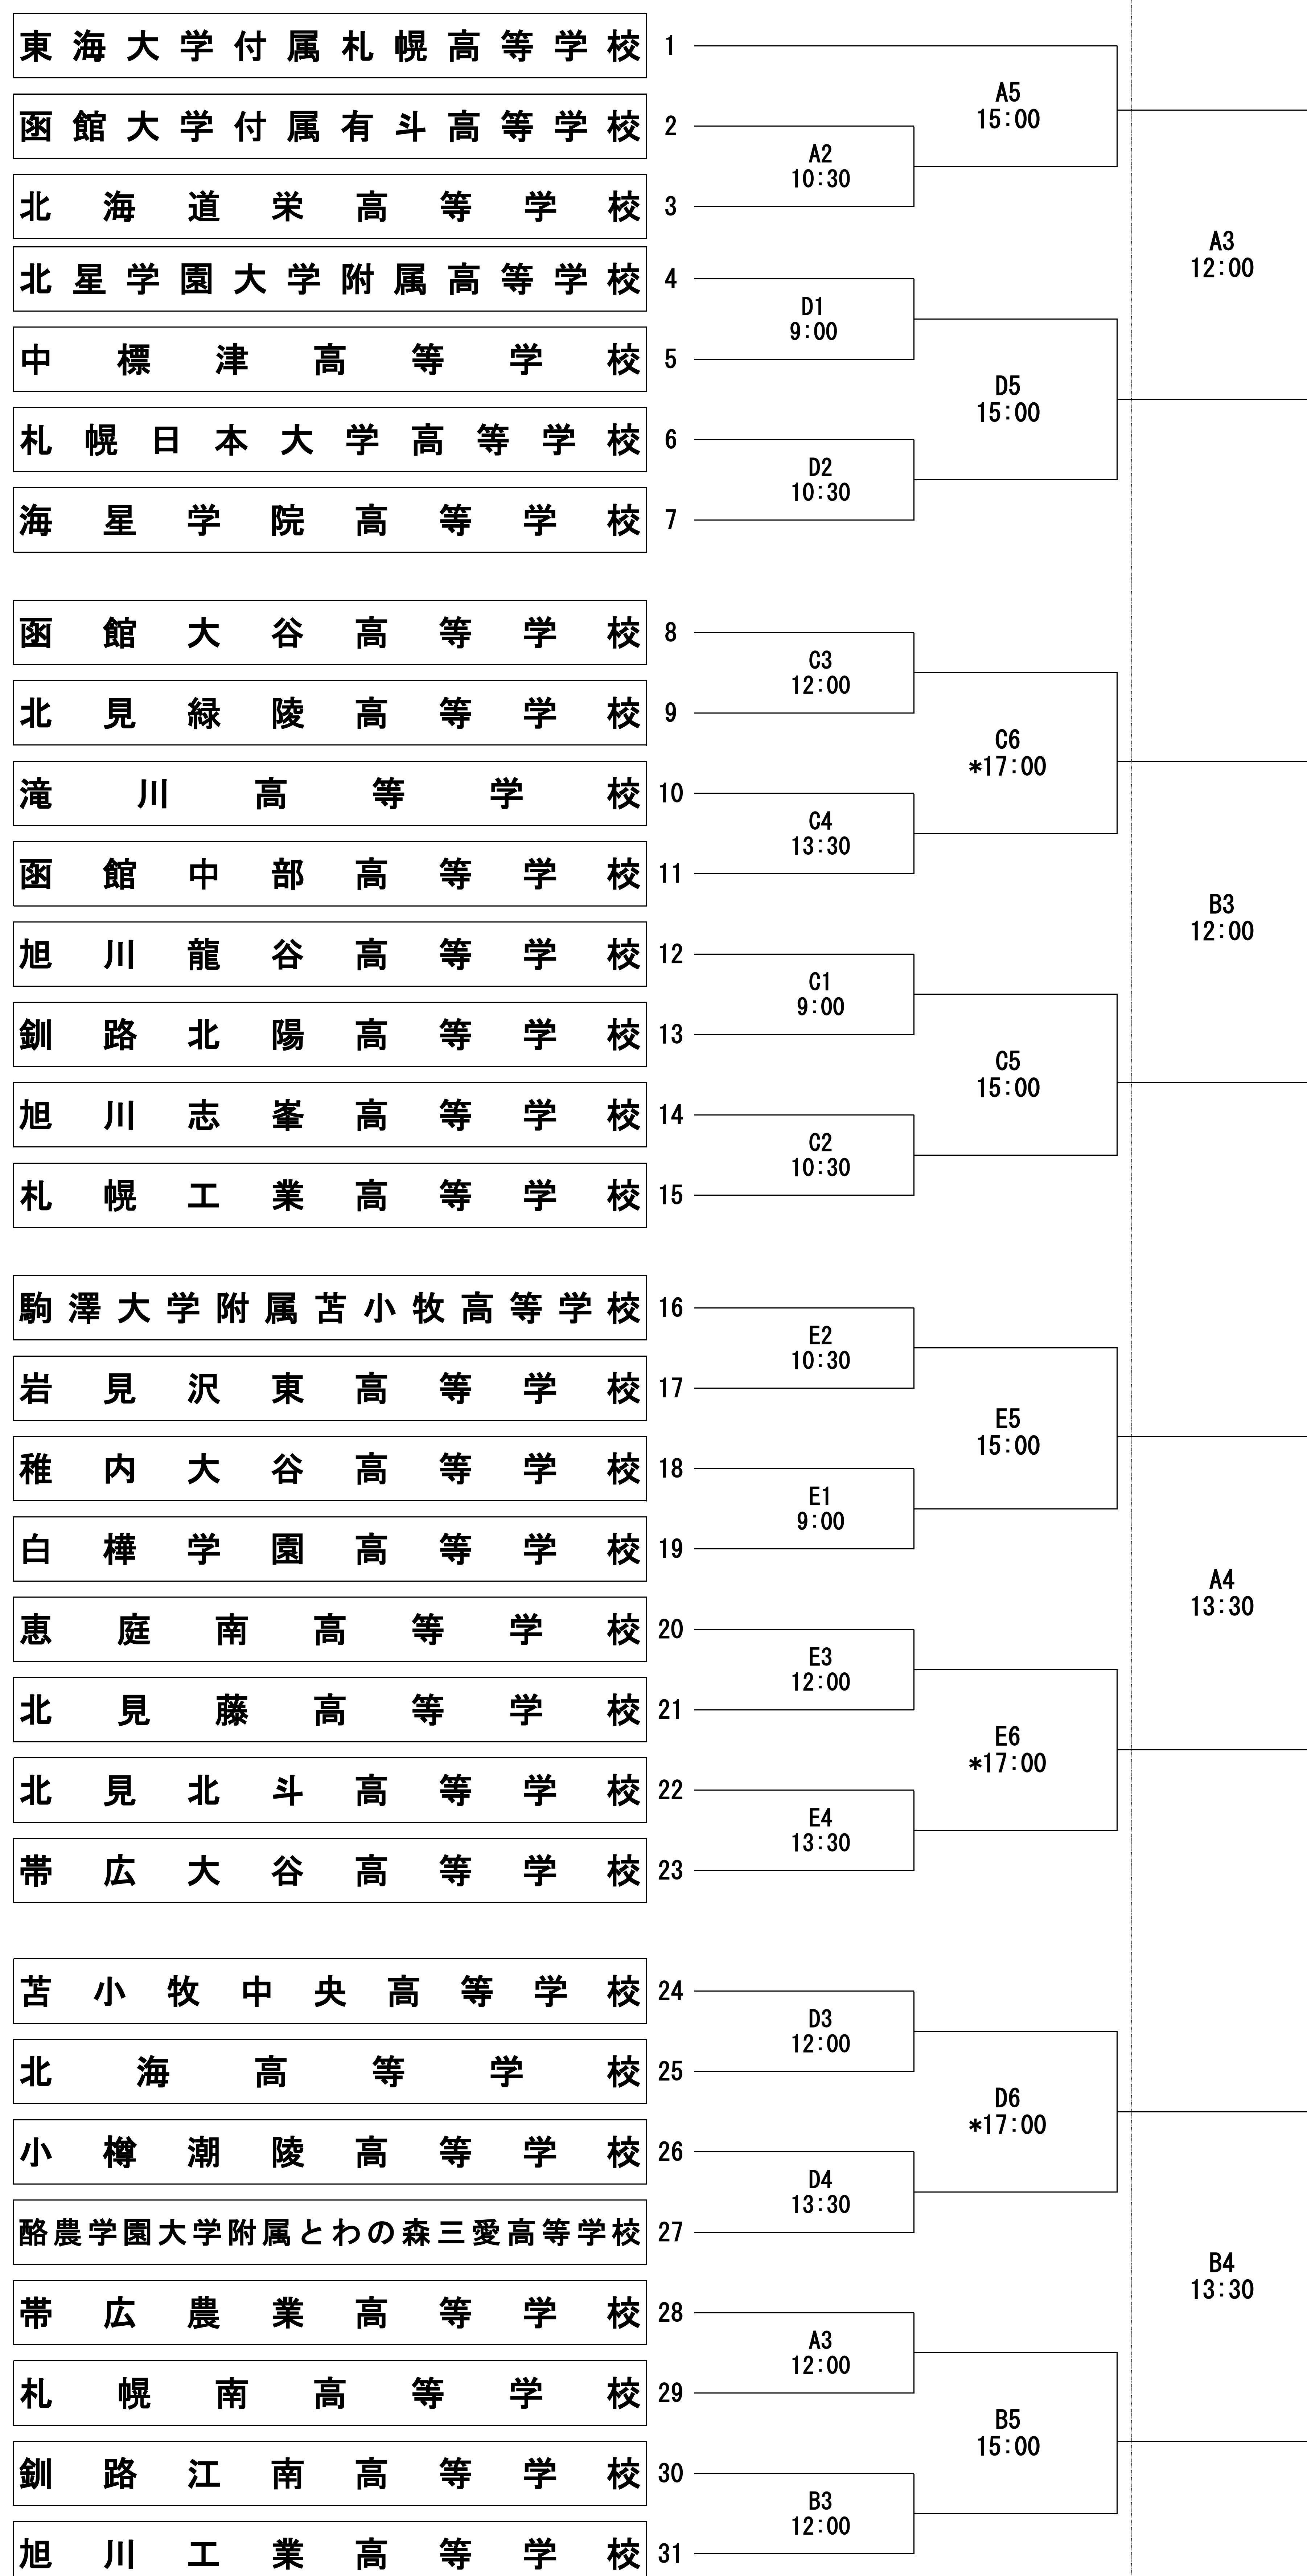 東海大学付属札幌高等学校 1
A5
15:00
函館大学付属有斗高等学校 2
A2
10:30
北海道栄高等学校 3
A3
12:00
北星学園大学附属高等学校 4
D1
9:00
中標津高等学校 5
D5
15:00
札幌日本大学高等学校 6
D2
10:30
海星学院高等学校 7
函館大谷高等学校 8
C3
12:00
北見緑陵高等学校 9
C6
*17:00
滝川高等学校 10
C4
13:30
函館中部高等学校 11
B3
12:00
旭川龍谷高等学校 12
C1
9:00
釧路北陽高等学校 13
C5
15:00
旭川志峯高等学校 14
C2
10:30
札幌工業高等学校 15
駒澤大学附属苫小牧高等学校 16
E2
10:30
岩見沢東高等学校 17
E5
15:00
稚内大谷高等学校 18
E1
9:00
白樺学園高等学校 19
A4
13:30
恵庭南高等学校 20
E3
12:00
北見藤高等学校 21
E6
*17:00
北見北斗高等学校 22
E4
13:30
帯広大谷高等学校 23
苫小牧中央高等学校 24
D3
12:00
北海高等学校 25
D6
*17:00
小樽潮陵高等学校 26
D4
13:30
酪農学園大学附属とわの森三愛高等学校 27
B4
13:30
帯広農業高等学校 28
A3
12:00
札幌南高等学校 29
B5
15:00
釧路江南高等学校 30
B3
12:00
旭川工業高等学校 31